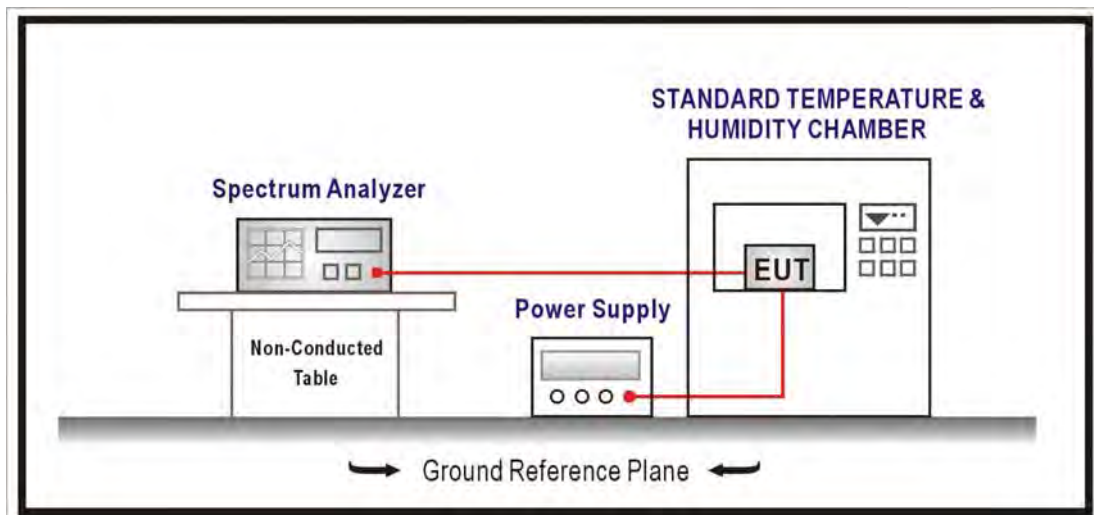 STANDARD TEMPERATURE &
HUMIDITY CHAMBER
Spectrum Analyzer
EUT
Power Supply
Non-Conducted
Table
Ground Reference Plane